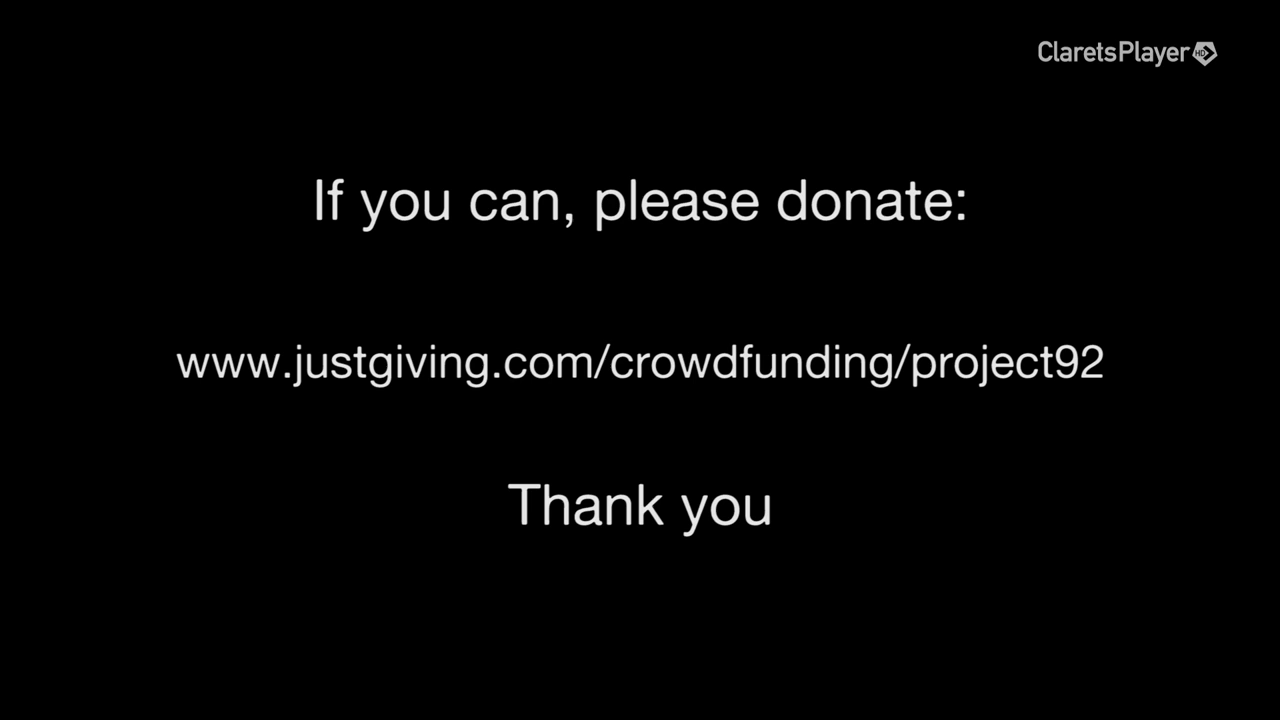 ClaretsPlayer HD
If you can, please donate:
www.justgiving.com/crowdfunding/project92
Thank you